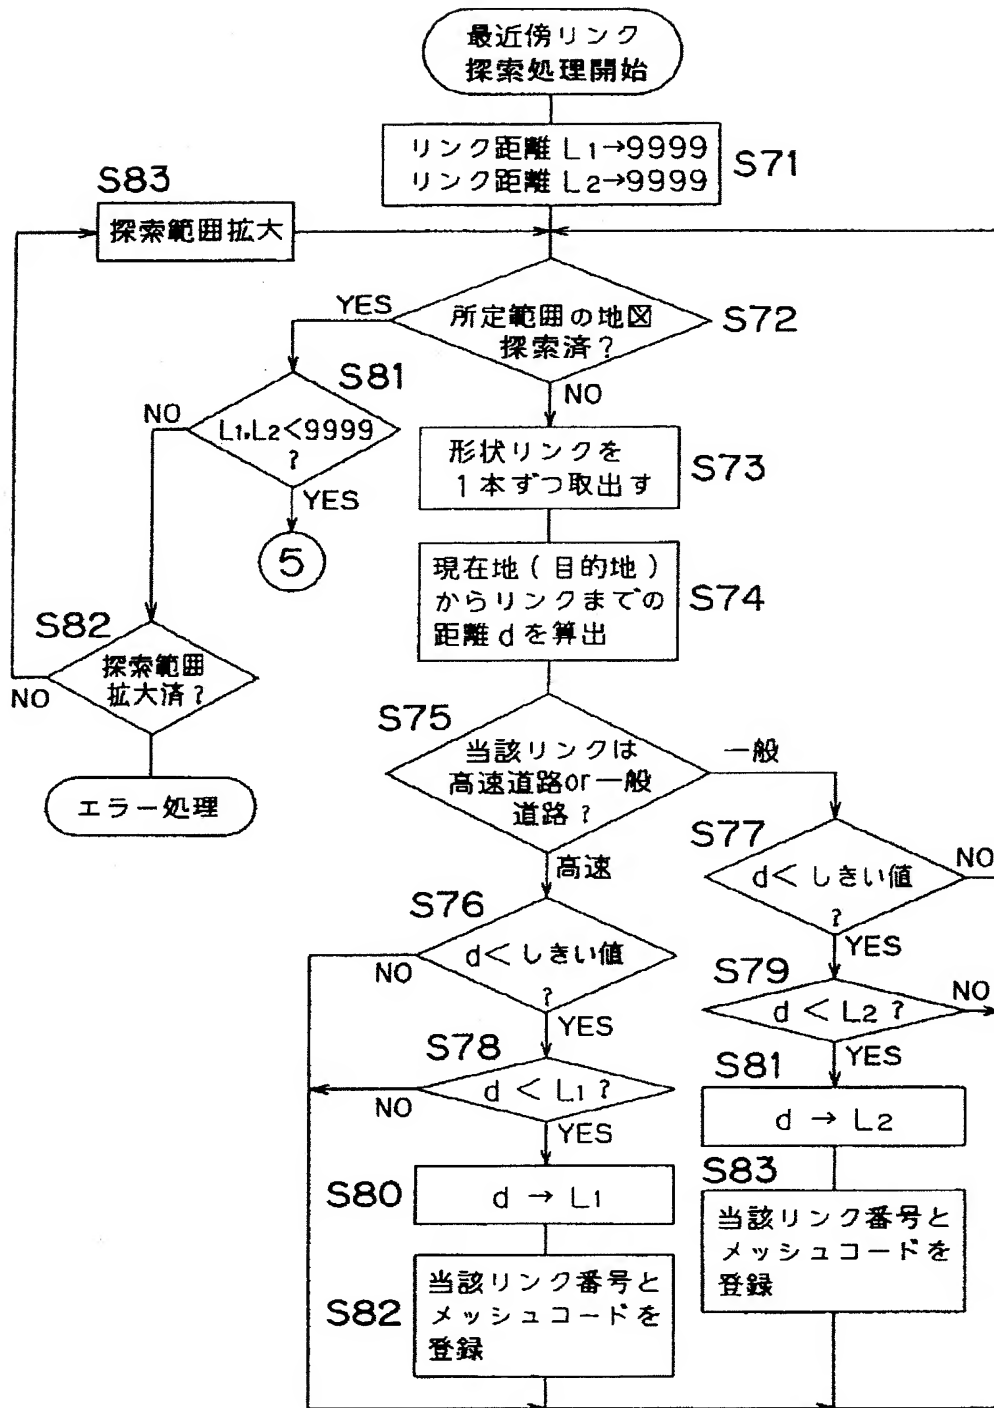 最近傍リンク
探索処理開始
リンク距離 L1→9999
リンク距離 L2→9999
S71
S83
探索範囲拡大
YES
所定範囲の地図
探索済?
S72
NO
S81
NO
L1,L2<9999
?
YES
5
形状リンクを
1本ずつ取出す
S73
現在地(目的地)
からリンクまでの
距離dを算出
S74
S82
探索範囲
拡大済?
NO
エラー処理
S75
当該リンクは
高速道路or一般
道路?
一般
高速
S77
d<しきい値
?
NO
YES
S76
d<しきい値
?
NO
YES
S79
d<L2?
NO
YES
S78
d<L1?
NO
YES
S81
d→L2
S80
d→L1
S83
当該リンク番号と
メッシュコードを
登録
S82
当該リンク番号と
メッシュコードを
登録